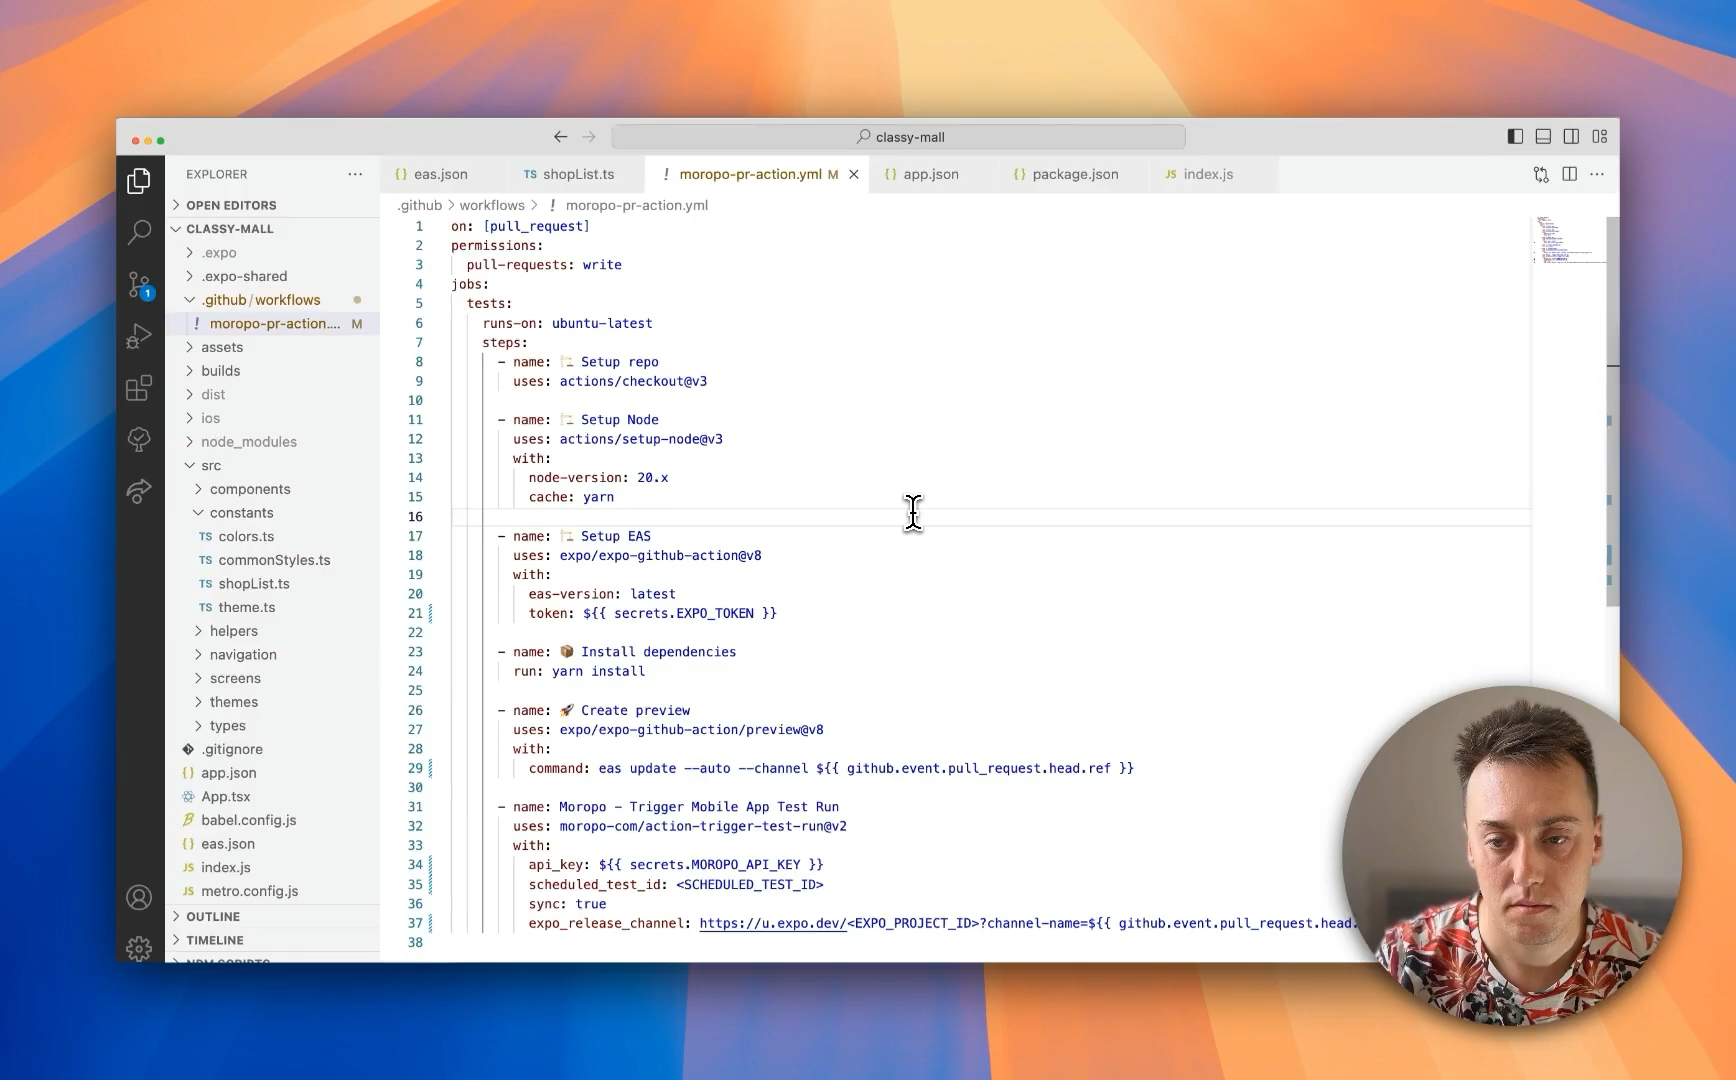 classy-mall
EXPLORER
eas.json
shopList.ts
moropo-pr-action.yml M
app.json
package.json
index.js
OPEN EDITORS
.github > workflows > ! moropo-pr-action.yml
CLASSY-MALL
.expo
.expo-shared
.github/workflows
moropo-pr-action.... M
assets
builds
dist
ios
node_modules
src
components
constants
TS colors.ts
TS commonStyles.ts
TS shopList.ts
TS theme.ts
helpers
navigation
screens
themes
types
.gitignore
{} app.json
App.tsx
babel.config.js
{} eas.json
JS index.js
JS metro.config.js
OUTLINE
TIMELINE
NPM SCRIPTS
1 on: [pull_request]
2 permissions:
3 pull-requests: write
4 jobs:
5 tests:
6 runs-on: ubuntu-latest
7 steps:
8 - name: 🏗 Setup repo
9 uses: actions/checkout@v3
10
11 - name: 🏗 Setup Node
12 uses: actions/setup-node@v3
13 with:
14 node-version: 20.x
15 cache: yarn
16
17 - name: 🏗 Setup EAS
18 uses: expo/expo-github-action@v8
19 with:
20 eas-version: latest
21 token: ${{ secrets.EXPO_TOKEN }}
22
23 - name: 📦 Install dependencies
24 run: yarn install
25
26 - name: 🚀 Create preview
27 uses: expo/expo-github-action/preview@v8
28 with:
29 command: eas update --auto --channel ${{ github.event.pull_request.head.ref }}
30
31 - name: Moropo - Trigger Mobile App Test Run
32 uses: moropo-com/action-trigger-test-run@v2
33 with:
34 api_key: ${{ secrets.MOROPO_API_KEY }}
35 scheduled_test_id: <SCHEDULED_TEST_ID>
36 sync: true
37 expo_release_channel: https://u.expo.dev/<EXPO_PROJECT_ID>?channel-name=${{ github.event.pull_request.head.
38